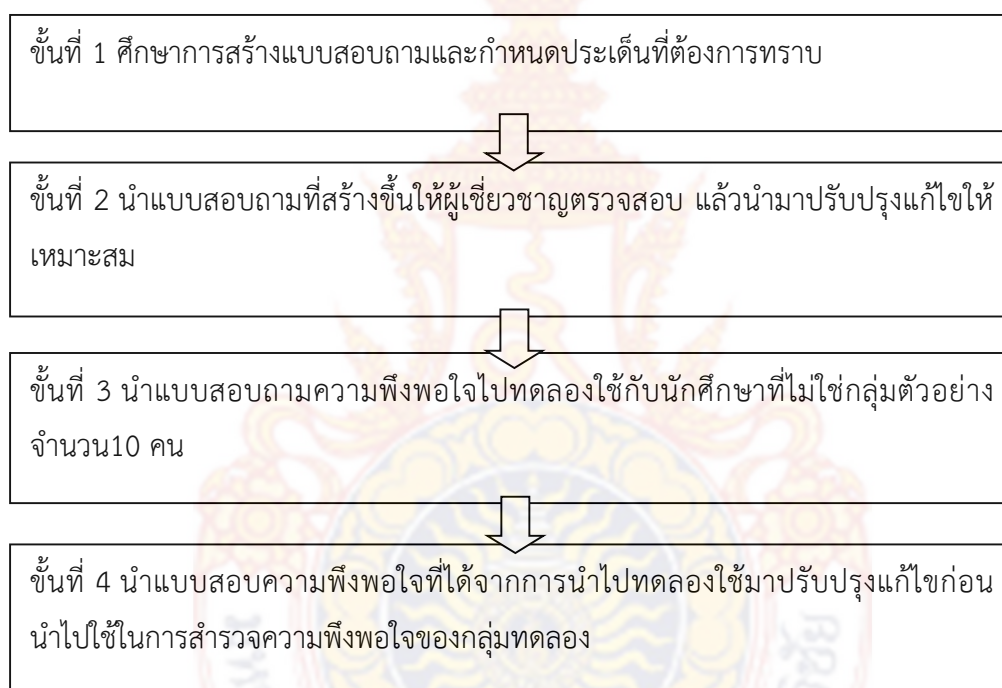 ขั้นที่ 1 ศึกษาการสร้างแบบสอบถามและกำหนดประเด็นที่ต้องการทราบ
ขั้นที่ 2 นำแบบสอบถามที่สร้างขึ้นให้ผู้เชี่ยวชาญตรวจสอบ แล้วนำมาปรับปรุงแก้ไขให้
เหมาะสม
ขั้นที่ 3 นำแบบสอบถามความพึงพอใจไปทดลองใช้กับนักศึกษาที่ไม่ใช่กลุ่มตัวอย่าง
จำนวน10 คน
ขั้นที่ 4 นำแบบสอบความพึงพอใจที่ได้จากการนำไปทดลองใช้มาปรับปรุงแก้ไขก่อน
นำไปใช้ในการสำรวจความพึงพอใจของกลุ่มทดลอง